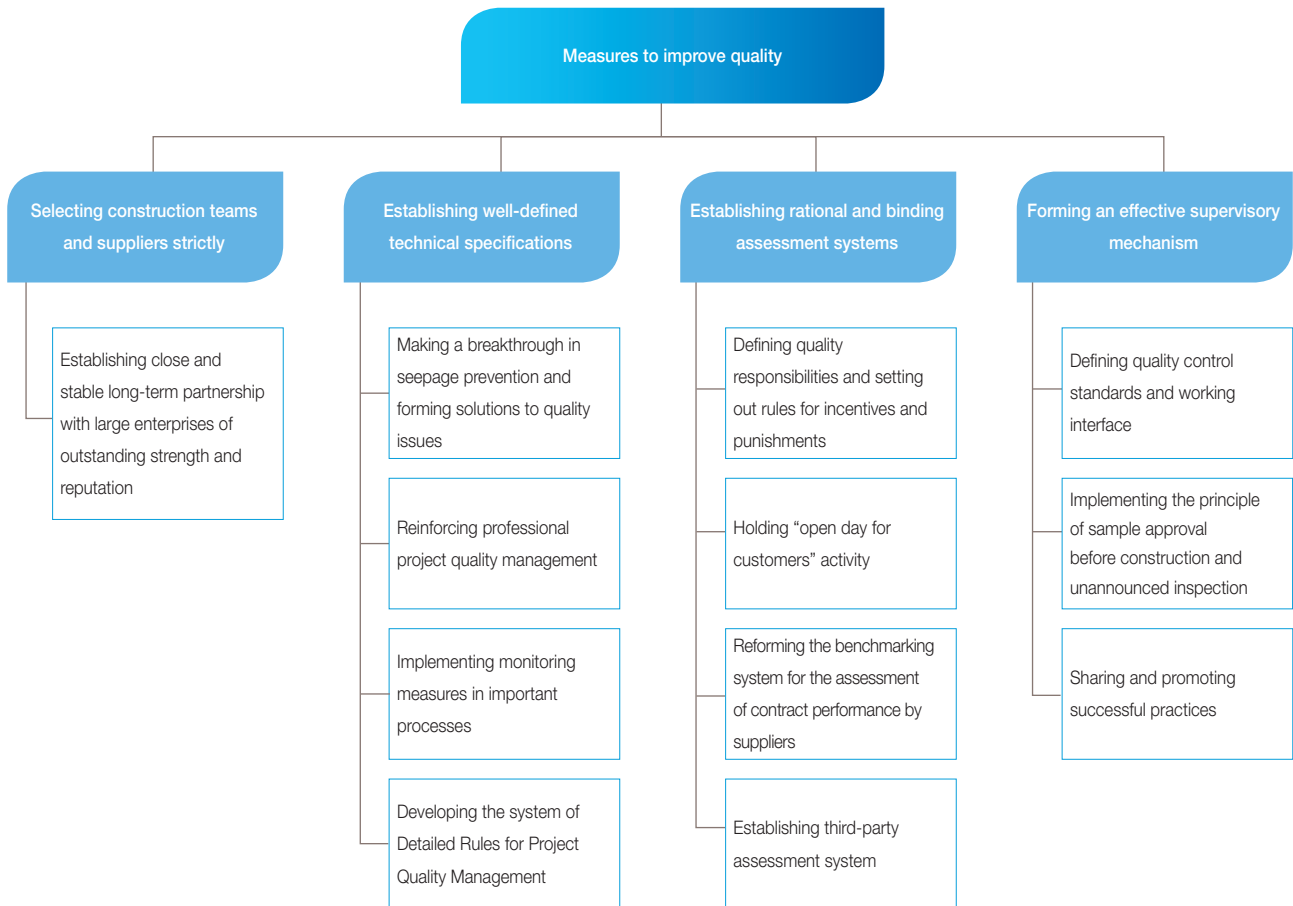 Measures to improve quality
Selecting construction teams
and suppliers strictly
Establishing close and
stable long-term partnership
with large enterprises of
outstanding strength and
reputation
Establishing well-defined
technical specifications
Making a breakthrough in
seepage prevention and
forming solutions to quality
issues
Reinforcing professional
project quality management
Implementing monitoring
measures in important
processes
Developing the system of
Detailed Rules for Project
Quality Management
Establishing rational and binding
assessment systems
Defining quality
responsibilities and setting
out rules for incentives and
punishments
Holding “open day for
customers” activity
Reforming the benchmarking
system for the assessment
of contract performance by
suppliers
Establishing third-party
assessment system
Forming an effective supervisory
mechanism
Defining quality control
standards and working
interface
Implementing the principle
of sample approval
before construction and
unannounced inspection
Sharing and promoting
successful practices